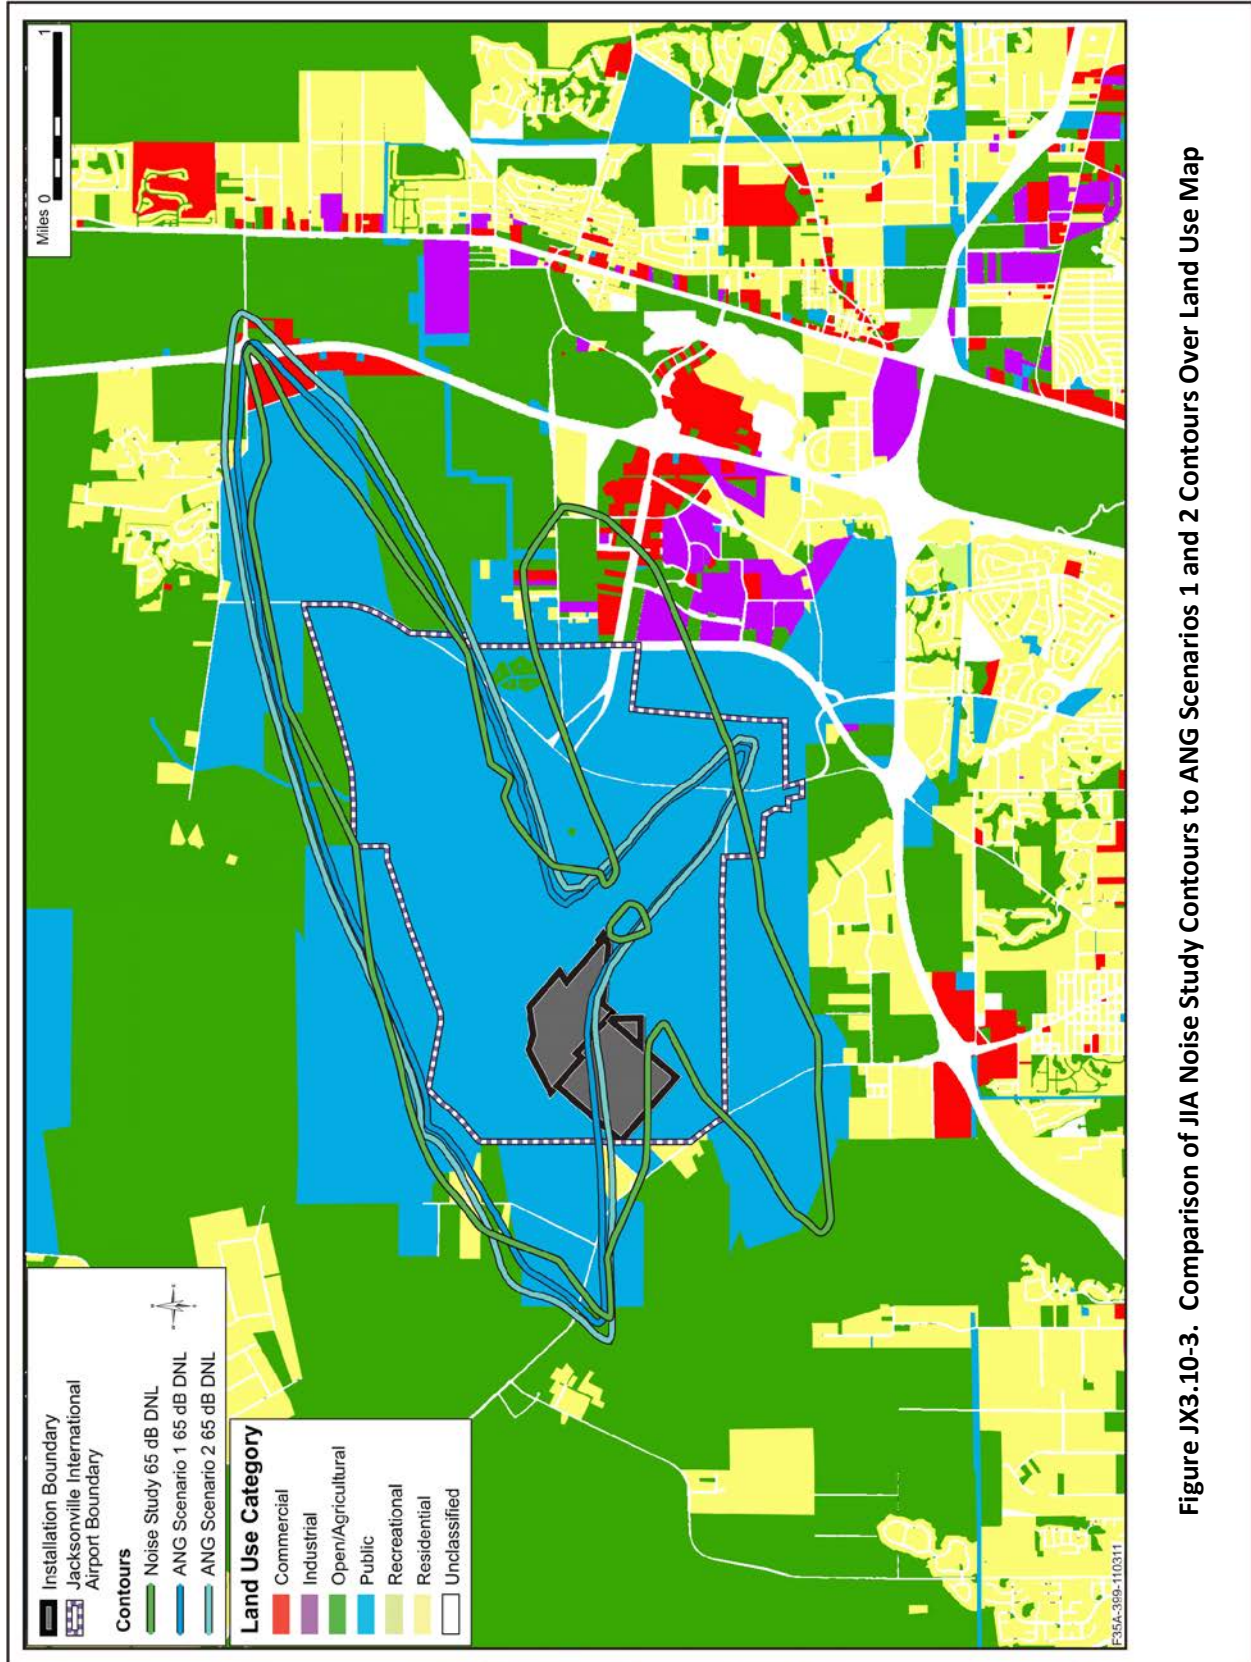 Installation Boundary
Jacksonville International
Airport Boundary
Contours
Noise Study 65 dB DNL
ANG Scenario 1 65 dB DNL
ANG Scenario 2 65 dB DNL
Land Use Category
Commercial
Industrial
Open/Agricultural
Public
Recreational
Residential
Unclassified
Miles 0 1
F35A-399-110311
Figure JX3.10-3. Comparison of JIA Noise Study Contours to ANG Scenarios 1 and 2 Contours Over Land Use Map